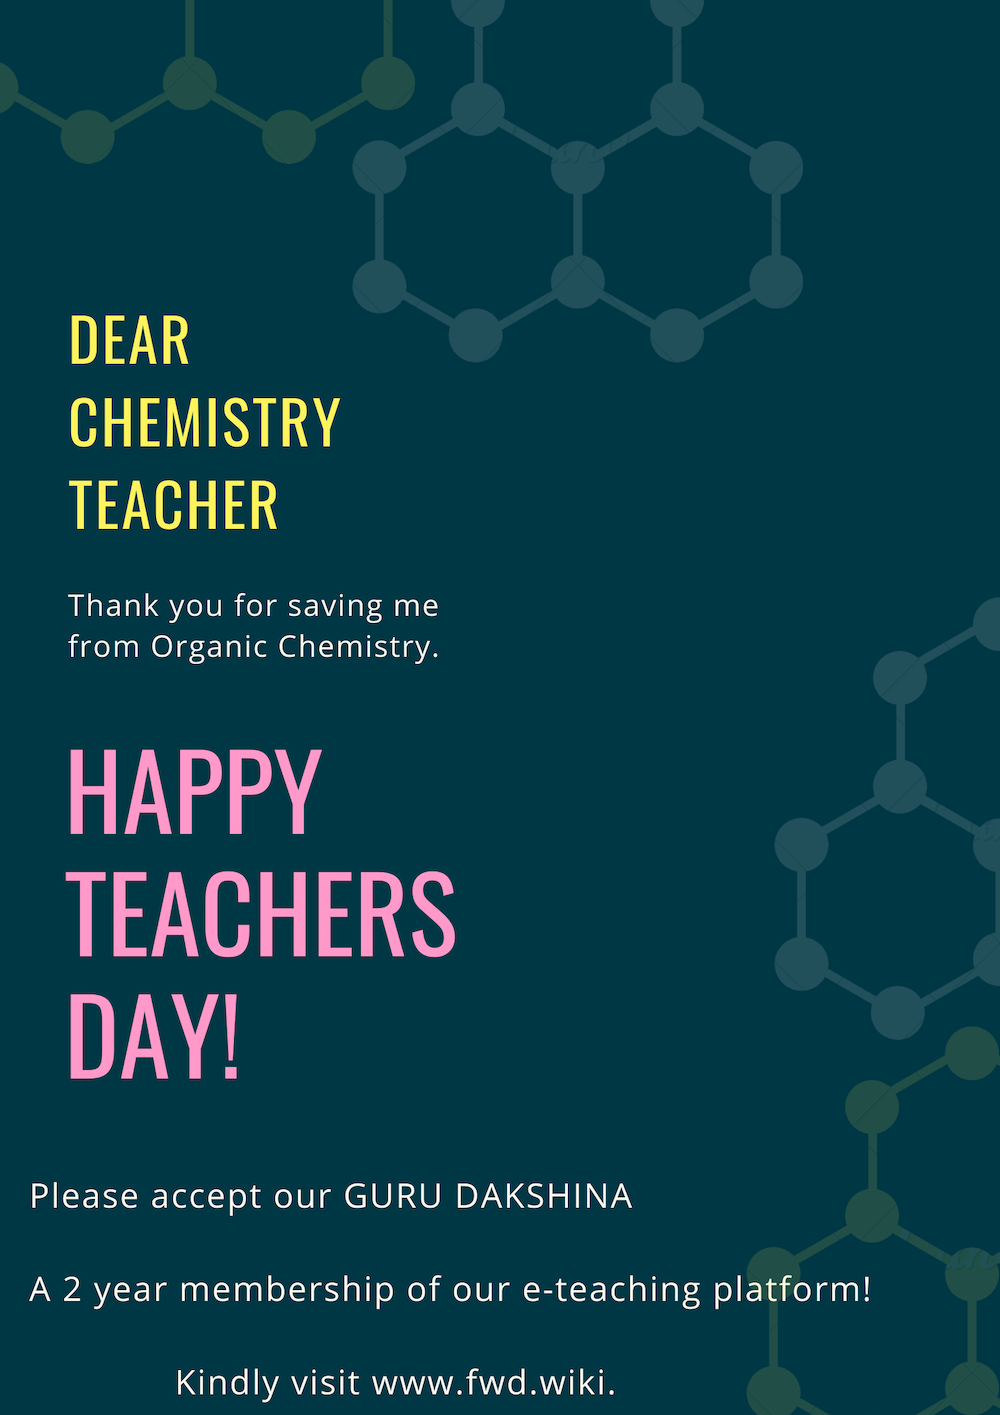 DEAR
CHEMISTRY
TEACHER
Thank you for saving me
from Organic Chemistry.
HAPPY
TEACHERS
DAY!
Please accept our GURU DAKSHINA
A 2 year membership of our e-teaching platform!
Kindly visit www.fwd.wiki.